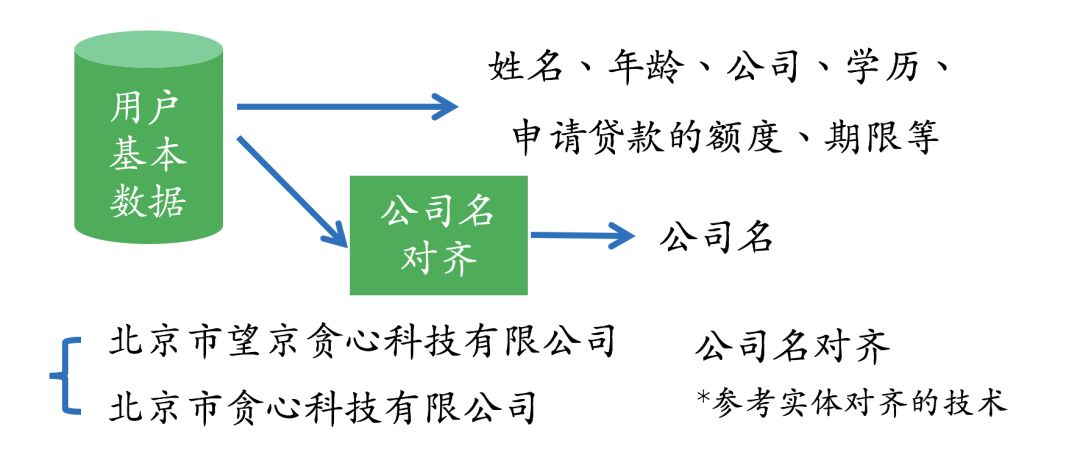 用户
基本
数据
姓名、年龄、公司、学历、
申请贷款的额度、期限等
公司名
对齐
公司名
北京市望京贪心科技有限公司
北京市贪心科技有限公司
公司名对齐
*参考实体对齐的技术